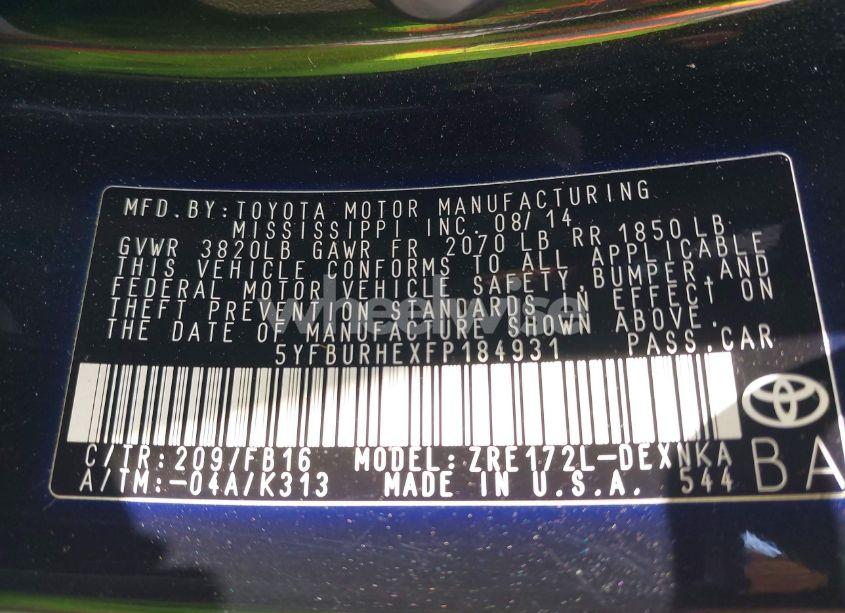 MFD.BY:TOYOTA MOTOR MANUFACTURING
MISSISSIPPI INC. 08/14
GVWR 3820LB GAWR FR 2070 LB RR 1850 LB
THIS VEHICLE CONFORMS TO ALL APPLICABLE
FEDERAL MOTOR VEHICLE SAFETY,BUMPER,AND
THEFT PREVENTION STANDARDS IN EFFECT ON
THE DATE OF MANUFACTURE SHOWN ABOVE.
5YFBURHEXFP184931 PASS.CAR
C/TR:209/FB16 MODEL:ZRE172L-DEXNKA
A/TM:-04A/K313 MADE IN U.S.A. 544 BA
wheelwise